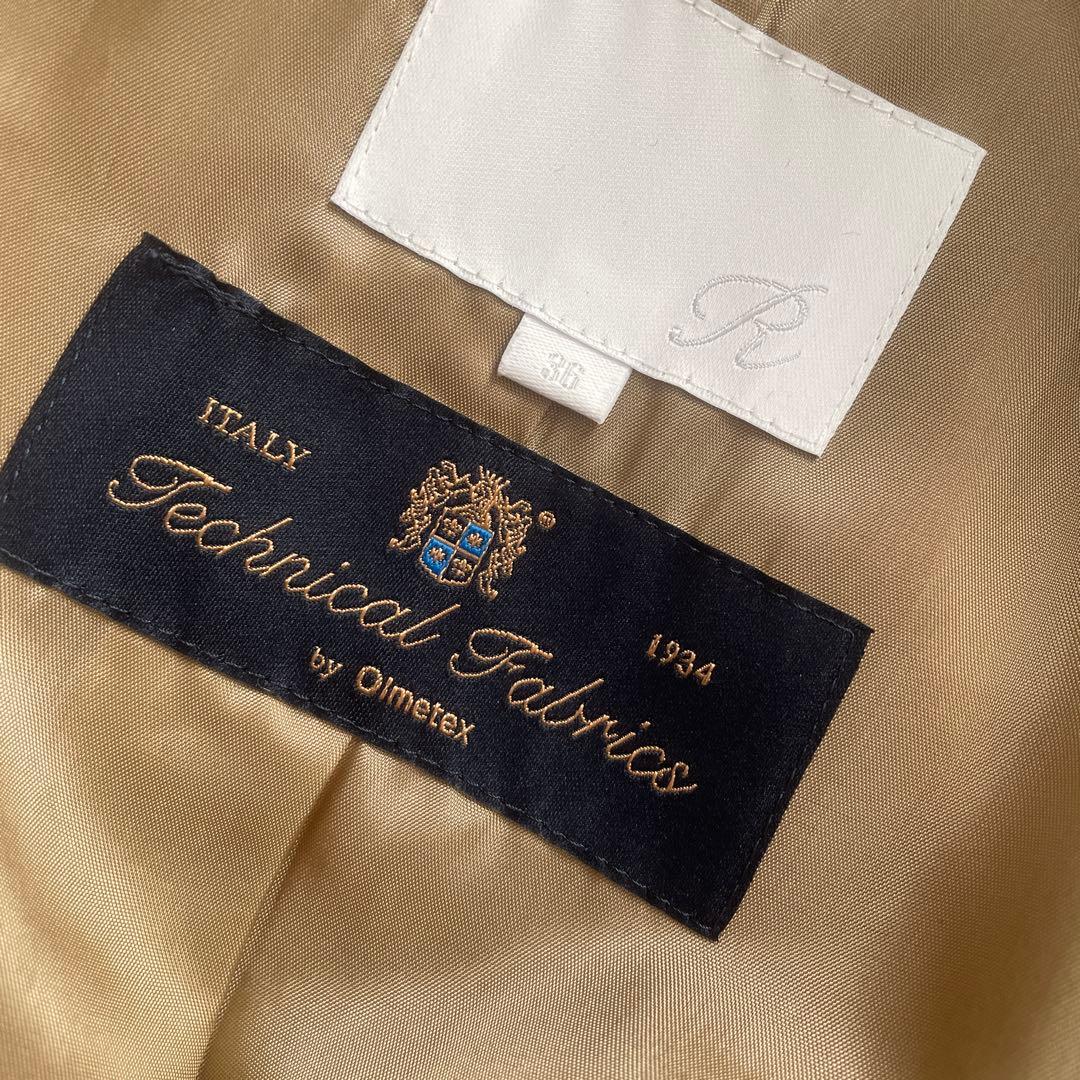 R
36
ITALY
®
1934
Technical Fabrics
by Olmetex